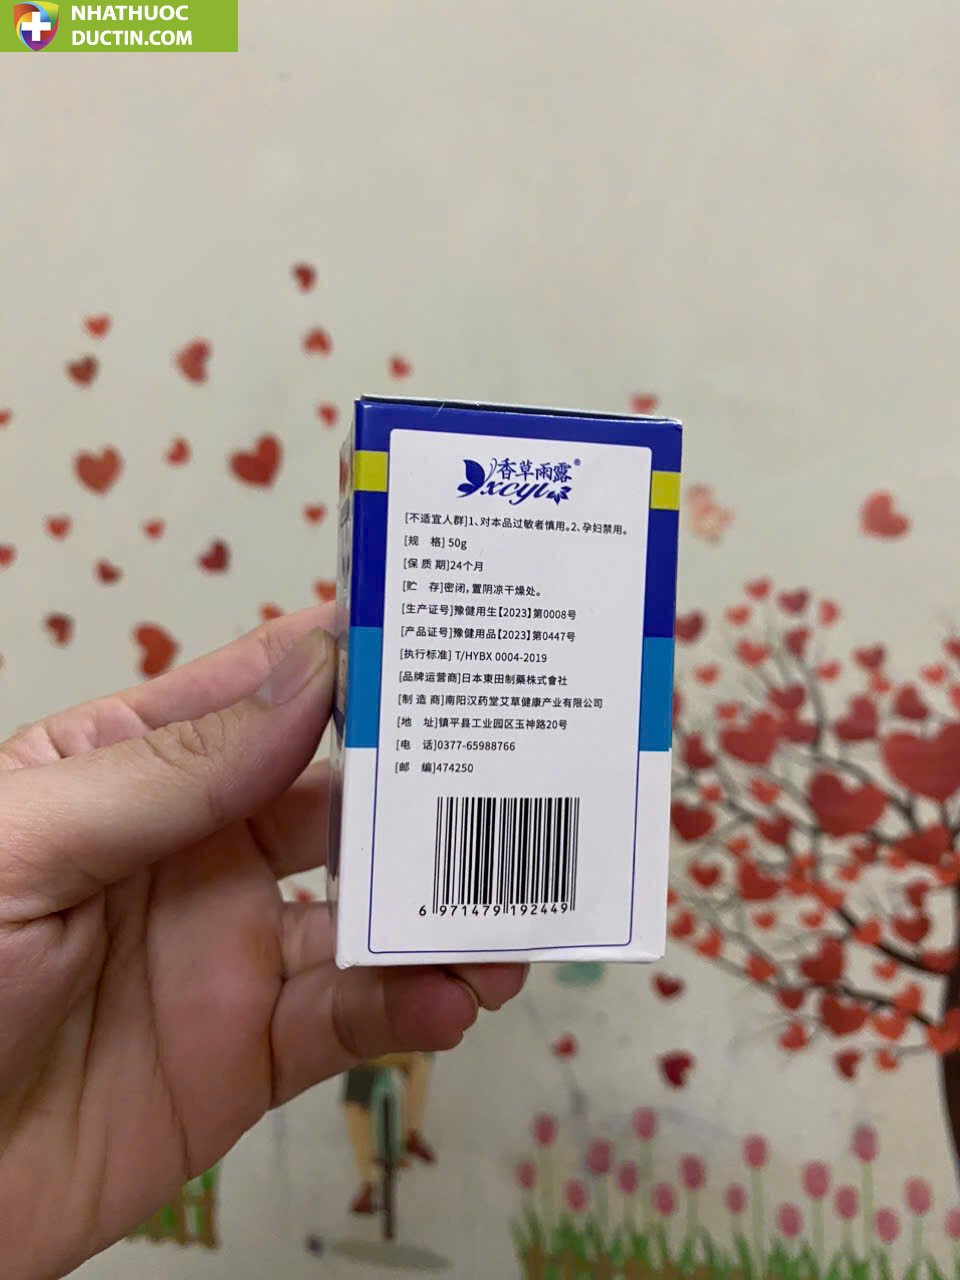 NHATHUOC
DUCTIN.COM
香草雨露®
xcyl
[不适宜人群]1、对本品过敏者慎用。2、孕妇禁用。
[规 格] 50g
[保 质 期]24个月
[贮 存]密闭，置阴凉干燥处。
[生产证号]豫健用生【2023】第0008号
[产品证号]豫健用品【2023】第0447号
[执行标准] T/HYBX 0004-2019
[品牌运营商]日本東田制藥株式會社
[制 造 商]南阳汉药堂艾草健康产业有限公司
[地 址]镇平县工业园区玉神路20号
[电 话]0377-65988766
[邮 编]474250
6 971479 192449